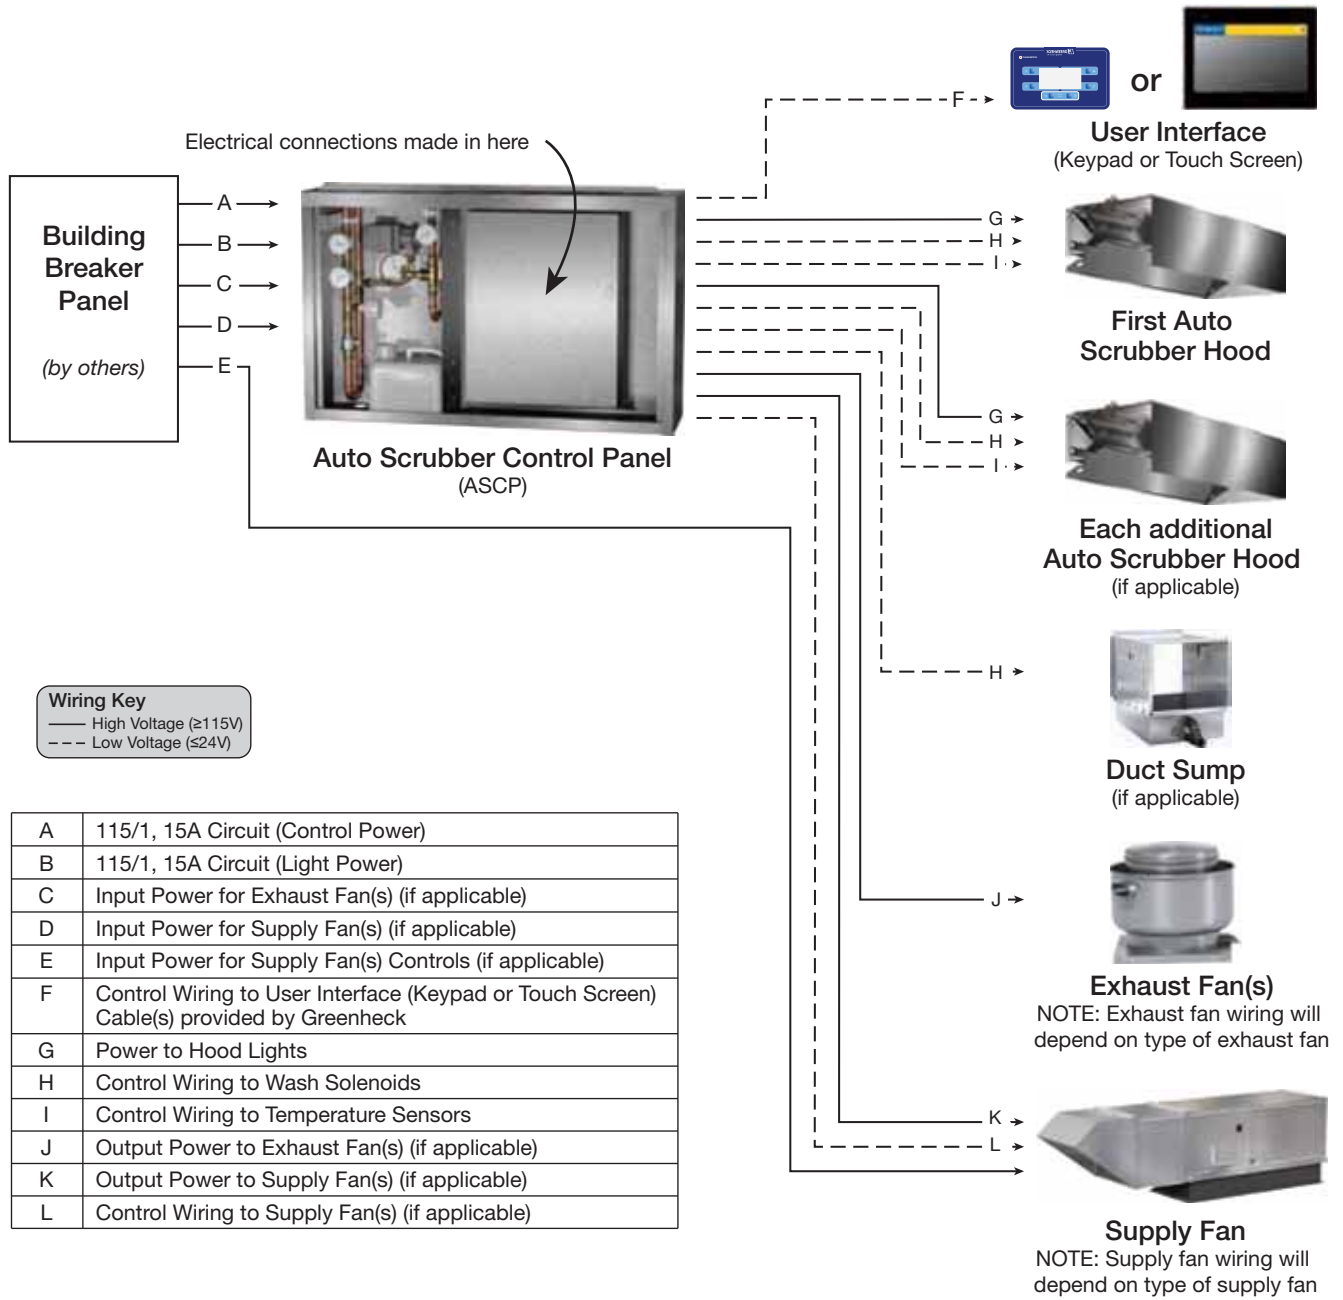 F
or
User Interface
(Keypad or Touch Screen)
Electrical connections made in here
Building
Breaker
Panel
(by others)
A
B
C
D
E
Auto Scrubber Control Panel
(ASCP)
G
H
I
First Auto
Scrubber Hood
G
H
I
Each additional
Auto Scrubber Hood
(if applicable)
H
Duct Sump
(if applicable)
J
Exhaust Fan(s)
NOTE: Exhaust fan wiring will
depend on type of exhaust fan
K
L
Supply Fan
NOTE: Supply fan wiring will
depend on type of supply fan
Wiring Key
High Voltage (≥115V)
Low Voltage (≤24V)
A 115/1, 15A Circuit (Control Power)
B 115/1, 15A Circuit (Light Power)
C Input Power for Exhaust Fan(s) (if applicable)
D Input Power for Supply Fan(s) (if applicable)
E Input Power for Supply Fan(s) Controls (if applicable)
F Control Wiring to User Interface (Keypad or Touch Screen)
Cable(s) provided by Greenheck
G Power to Hood Lights
H Control Wiring to Wash Solenoids
I Control Wiring to Temperature Sensors
J Output Power to Exhaust Fan(s) (if applicable)
K Output Power to Supply Fan(s) (if applicable)
L Control Wiring to Supply Fan(s) (if applicable)